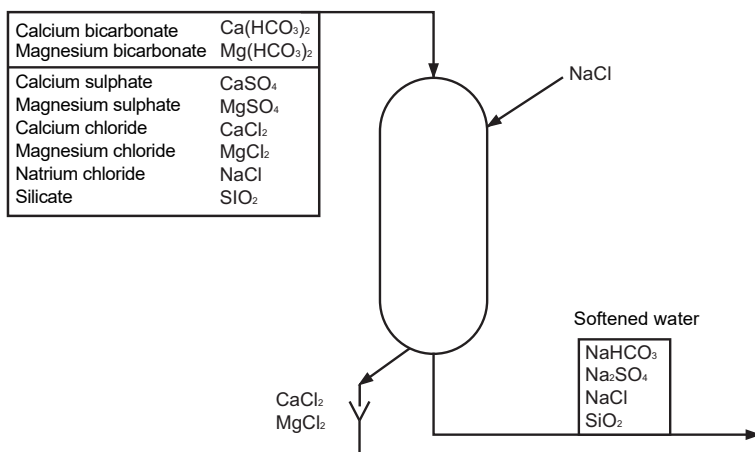 Calcium bicarbonate Ca(HCO₃)₂
Magnesium bicarbonate Mg(HCO₃)₂
Calcium sulphate CaSO₄
Magnesium sulphate MgSO₄
Calcium chloride CaCl₂
Magnesium chloride MgCl₂
Natrium chloride NaCl
Silicate SIO₂
NaCl
Softened water
NaHCO₃
Na₂SO₄
NaCl
SiO₂
CaCl₂
MgCl₂